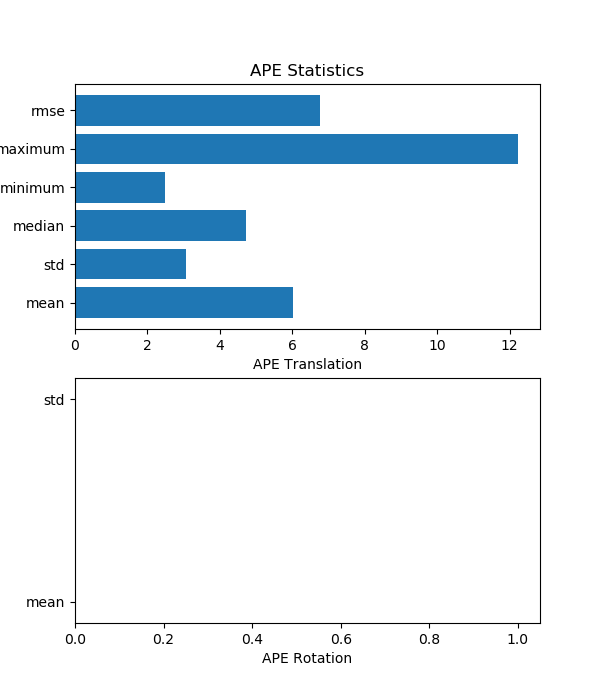 APE Statistics
rmse
maximum
minimum
median
std
mean
0 2 4 6 8 10 12
APE Translation
std
mean
0.0 0.2 0.4 0.6 0.8 1.0
APE Rotation